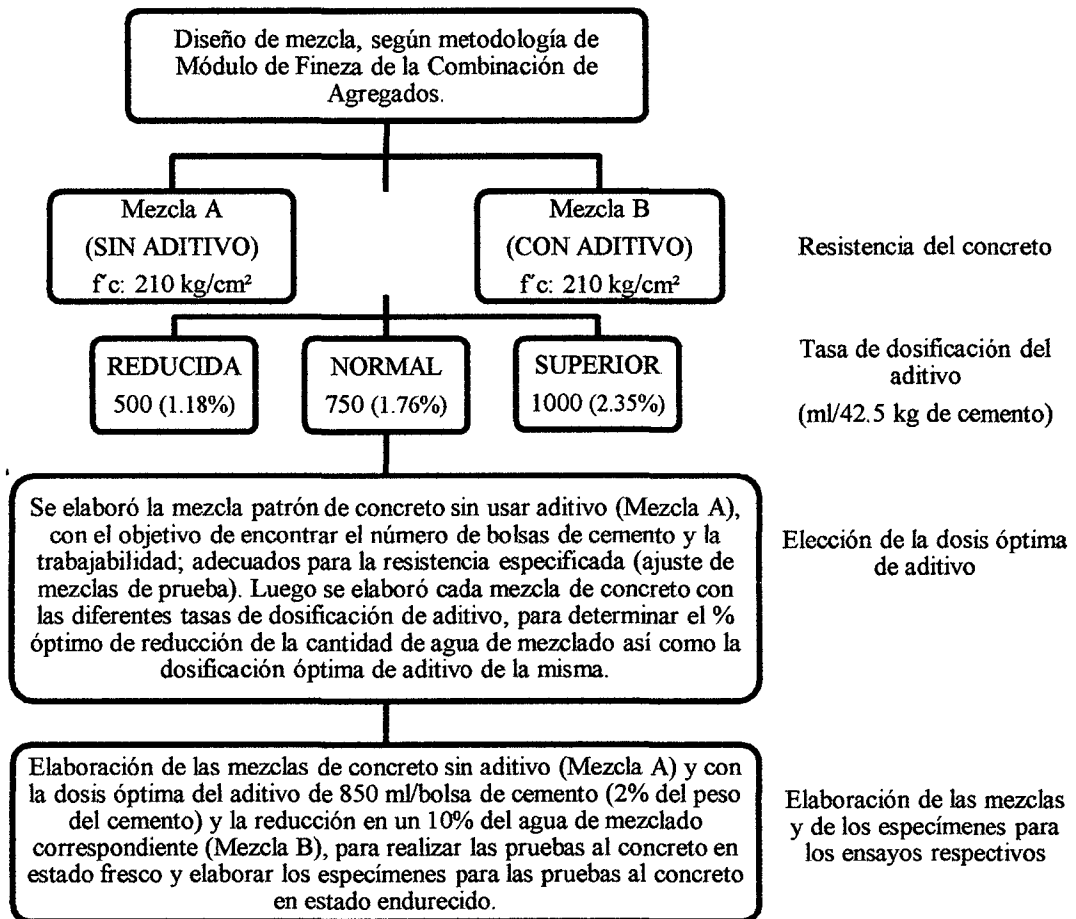 Diseño de mezcla, según metodología de
Módulo de Fineza de la Combinación de
Agregados.
Mezcla A
(SIN ADITIVO)
f´c: 210 kg/cm²
Mezcla B
(CON ADITIVO)
f´c: 210 kg/cm²
Resistencia del concreto
REDUCIDA
500 (1.18%)
NORMAL
750 (1.76%)
SUPERIOR
1000 (2.35%)
Tasa de dosificación del
aditivo
(ml/42.5 kg de cemento)
Se elaboró la mezcla patrón de concreto sin usar aditivo (Mezcla A),
con el objetivo de encontrar el número de bolsas de cemento y la
trabajabilidad; adecuados para la resistencia especificada (ajuste de
mezclas de prueba). Luego se elaboró cada mezcla de concreto con
las diferentes tasas de dosificación de aditivo, para determinar el %
óptimo de reducción de la cantidad de agua de mezclado así como la
dosificación óptima de aditivo de la misma.
Elección de la dosis óptima
de aditivo
Elaboración de las mezclas de concreto sin aditivo (Mezcla A) y con
la dosis óptima del aditivo de 850 ml/bolsa de cemento (2% del peso
del cemento) y la reducción en un 10% del agua de mezclado
correspondiente (Mezcla B), para realizar las pruebas al concreto en
estado fresco y elaborar los especímenes para las pruebas al concreto
en estado endurecido.
Elaboración de las mezclas
y de los especímenes para
los ensayos respectivos